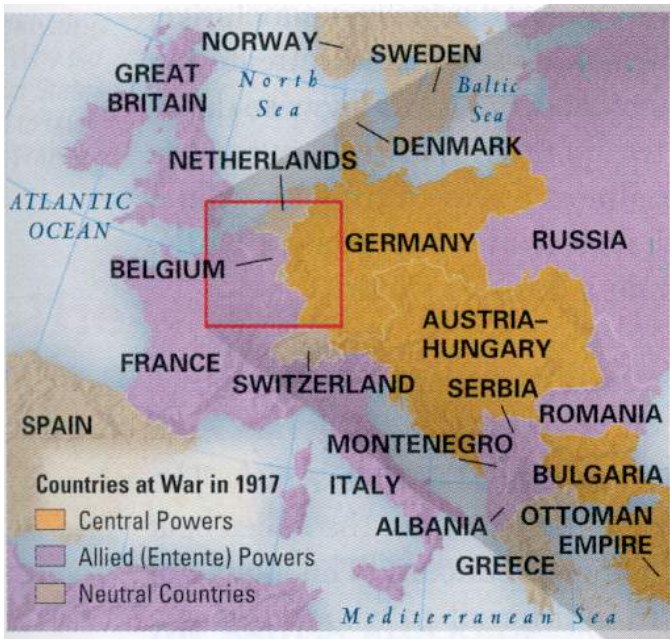 NORWAY
SWEDEN
GREAT
BRITAIN
North
Sea
Baltic
Sea
DENMARK
NETHERLANDS
ATLANTIC
OCEAN
GERMANY
RUSSIA
BELGIUM
AUSTRIA–
HUNGARY
FRANCE
SWITZERLAND
SERBIA
ROMANIA
SPAIN
MONTENEGRO
BULGARIA
ITALY
ALBANIA
OTTOMAN
EMPIRE
GREECE
Countries at War in 1917
Central Powers
Allied (Entente) Powers
Neutral Countries
Mediterranean Sea